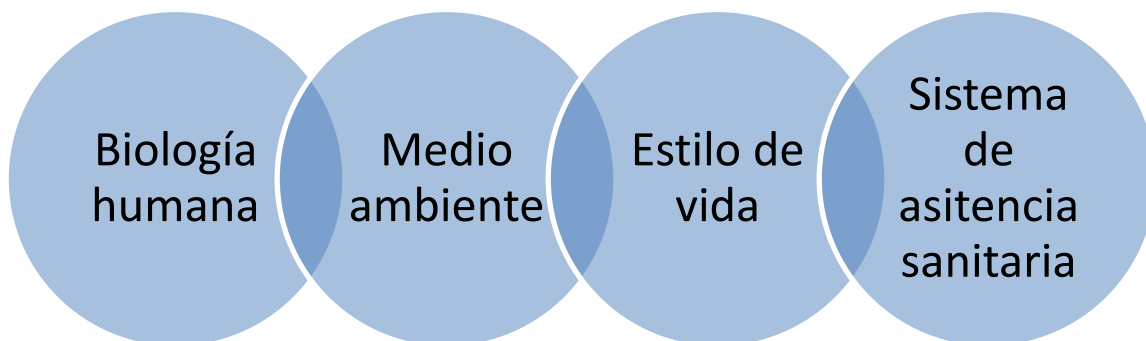 Biología
humana
Medio
ambiente
Estilo de
vida
Sistema
de
asitencia
sanitaria